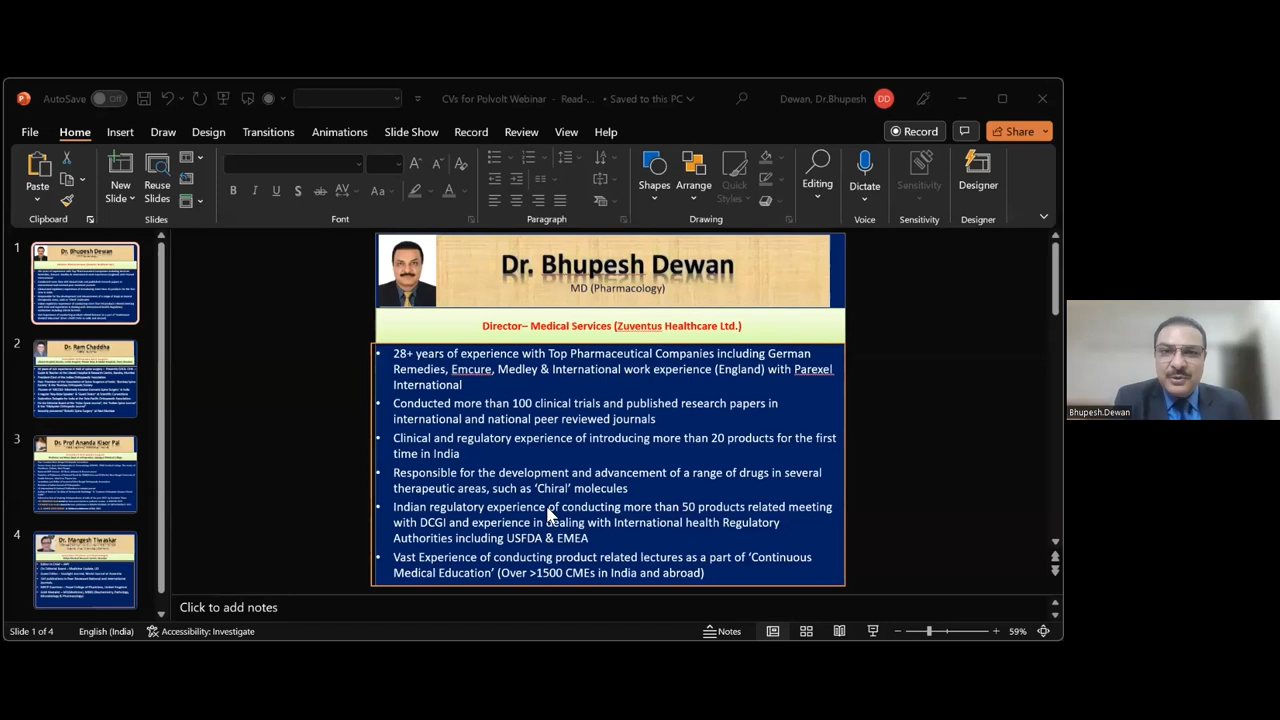 AutoSave Off
CVs for Polvolt Webinar - Read-... • Saved to this PC
Dewan, Dr.Bhupesh DD
File Home Insert Draw Design Transitions Animations Slide Show Record Review View Help
Record Share
Paste
New Slide
Reuse Slides
Shapes
Arrange
Quick Styles
Editing
Dictate
Sensitivity
Designer
Clipboard Slides Font Paragraph Drawing Voice Sensitivity Designer
1
Dr. Bhupesh Dewan
2
Dr. Ram Chaddha
3
Dr. Prof Ananda Kisor Pal
4
Dr. Mangesh Tiwaskar
Dr. Bhupesh Dewan
MD (Pharmacology)
Director– Medical Services (Zuventus Healthcare Ltd.)
• 28+ years experience with Top Pharmaceutical Companies including German
Remedies, Emcure, Medley & international work experience (England) with Parexel
International
• Conducted more than 100 clinical trials and published research papers in
international and national peer reviewed journals
• Clinical and regulatory experience of introducing more than 20 products for the first
time in India
• Responsible for the development and advancement of a range of drugs in several
therapeutic areas such as 'Chiral' molecules
• Indian regulatory experience of conducting more than 50 products related meeting
with DCGI and experience in dealing with International health Regulatory
Authorities including USFDA & EMEA
• Vast Experience of conducting product related lectures as a part of 'Continuous
Medical Education' (Over >1500 CMEs in India and abroad)
Bhupesh.Dewan
Click to add notes
Slide 1 of 4 English (India) Accessibility: Investigate Notes 59%